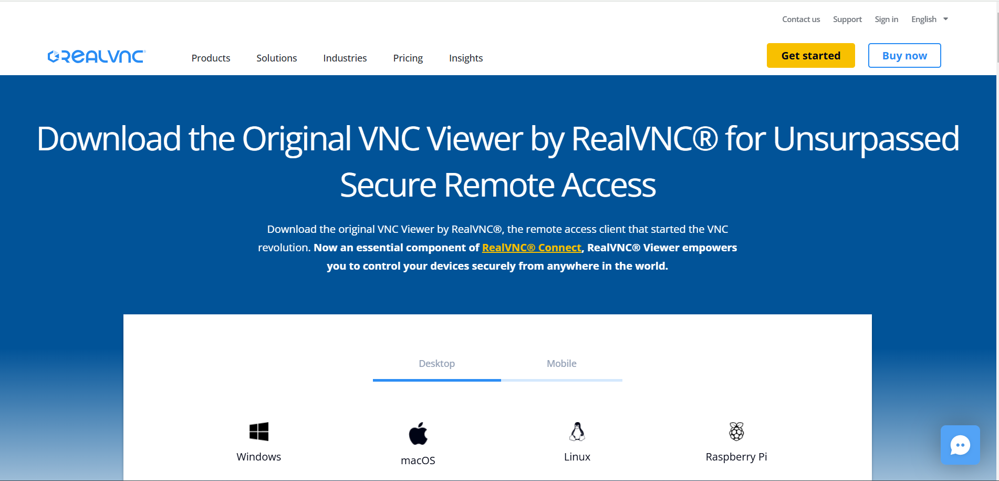 Contact us Support Sign in English
REALVNC®
Products Solutions Industries Pricing Insights
Get started Buy now
Download the Original VNC Viewer by RealVNC® for Unsurpassed
Secure Remote Access
Download the original VNC Viewer by RealVNC®, the remote access client that started the VNC
revolution. Now an essential component of RealVNC® Connect, RealVNC® Viewer empowers
you to control your devices securely from anywhere in the world.
Desktop Mobile
Windows macOS Linux Raspberry Pi